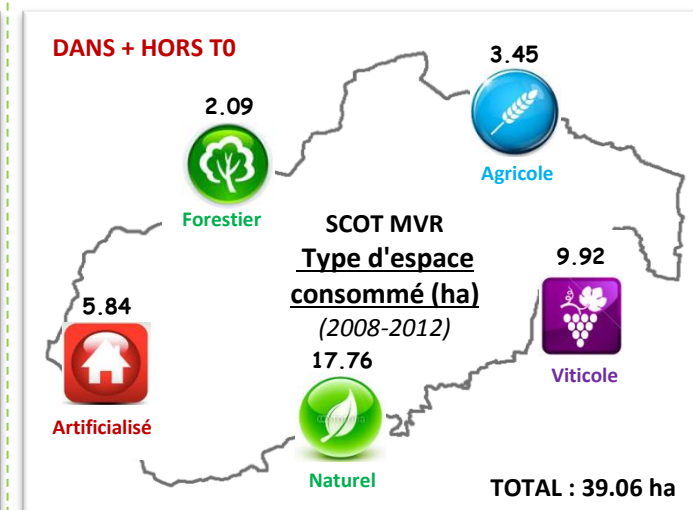 DANS + HORS T0
3.45
Agricole
2.09
Forestier
SCOT MVR
Type d'espace
consommé (ha)
(2008-2012)
9.92
Viticole
5.84
Artificialisé
17.76
Naturel
TOTAL : 39.06 ha